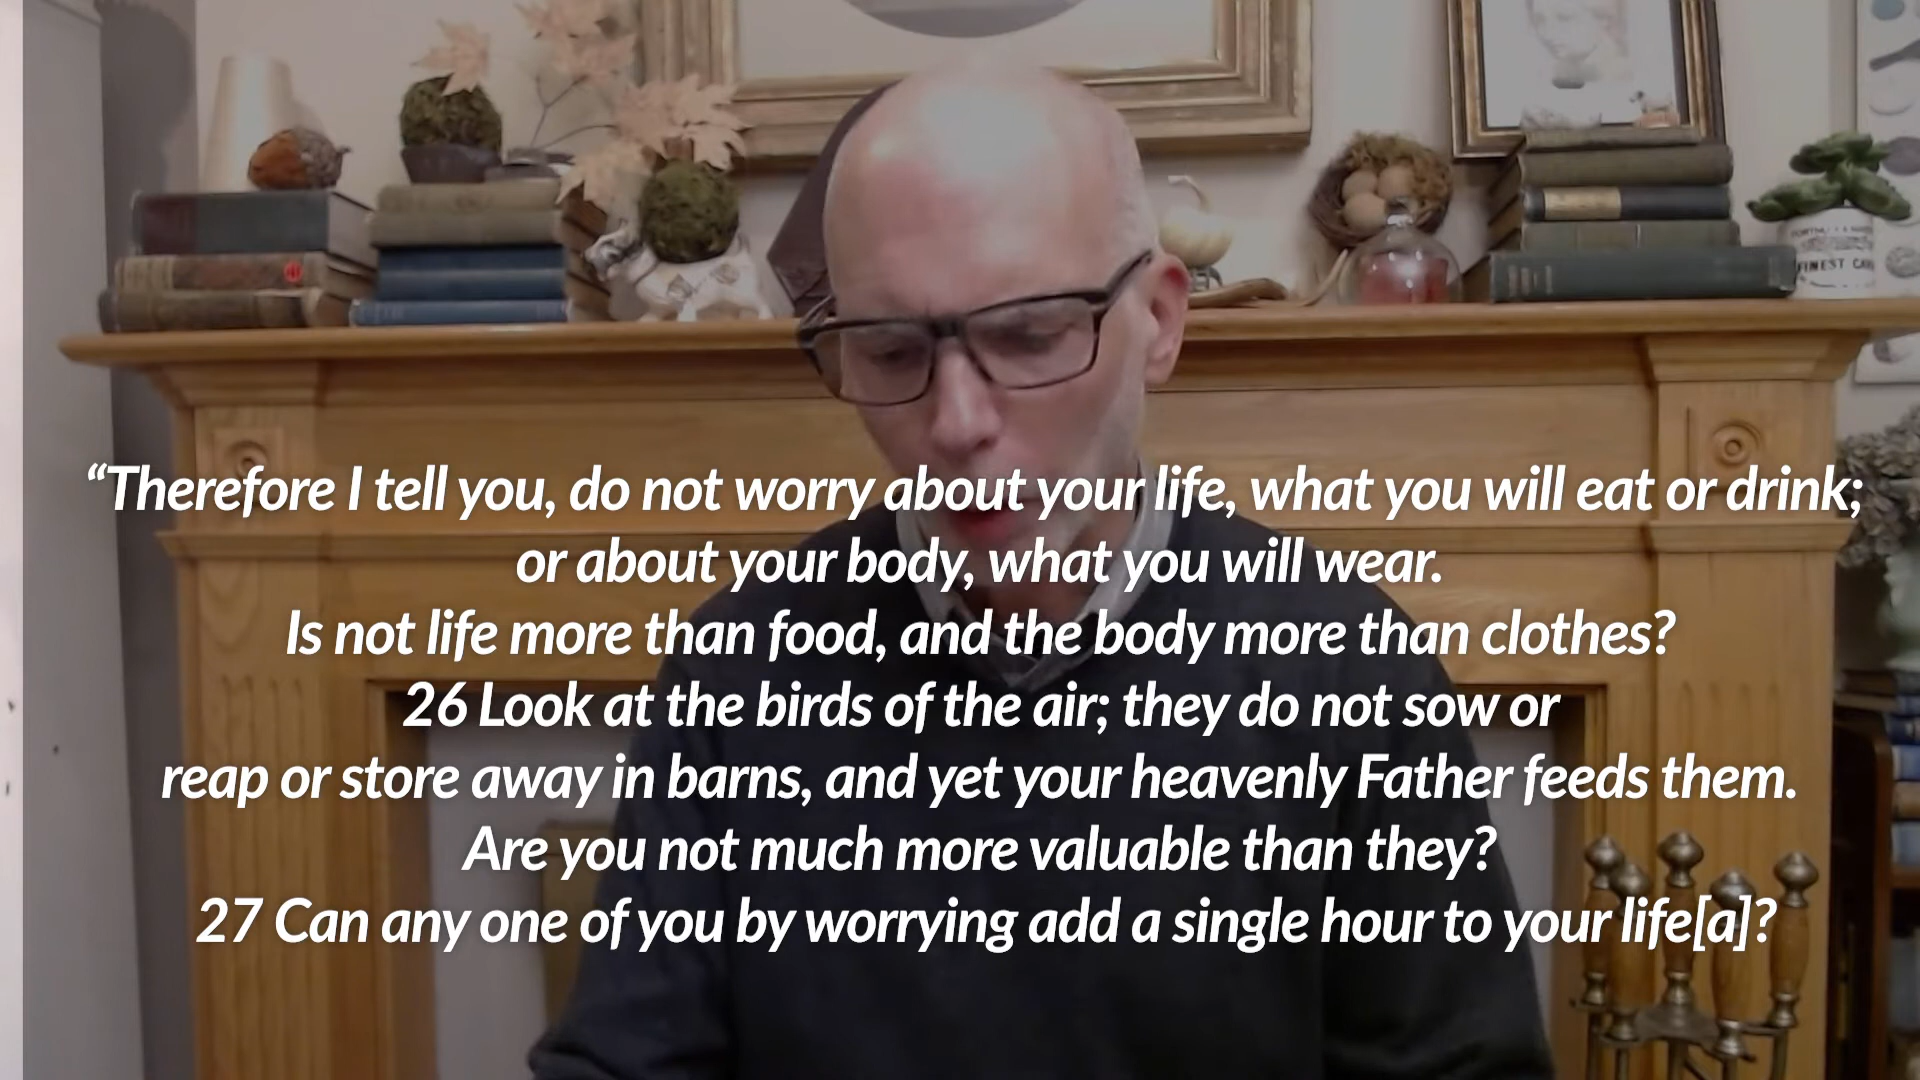 “Therefore I tell you, do not worry about your life, what you will eat or drink;
or about your body, what you will wear.
Is not life more than food, and the body more than clothes?
26 Look at the birds of the air; they do not sow or
reap or store away in barns, and yet your heavenly Father feeds them.
Are you not much more valuable than they?
27 Can any one of you by worrying add a single hour to your life[a]?
FINEST